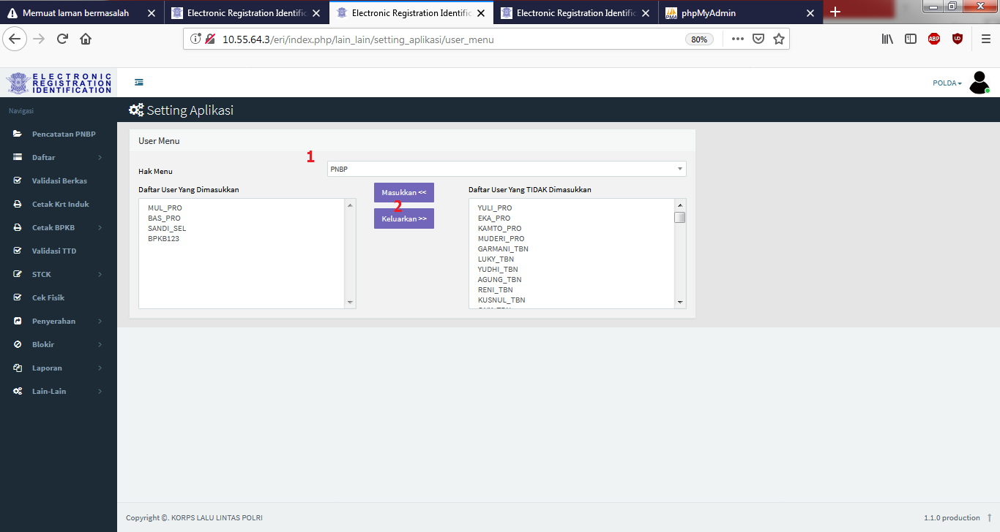 Memuat laman bermasalah
Electronic Registration Identific
Electronic Registration Identific
Electronic Registration Identific
phpMyAdmin
10.55.64.3/eri/index.php/lain_lain/setting_aplikasi/user_menu
80%
ABP
ELECTRONIC
REGISTRATION
IDENTIFICATION
POLDA
Navigasi
Setting Aplikasi
Pencatatan PNBP
Daftar
Validasi Berkas
Cetak Krt Induk
Cetak BPKB
Validasi TTD
STCK
Cek Fisik
Penyerahan
Blokir
Laporan
Lain-Lain
User Menu
1
Hak Menu
PNBP
Daftar User Yang Dimasukkan
MUL_PRO
BAS_PRO
SANDI_SEL
BPKB123
Masukkan <<
2
Keluarkan >>
Daftar User Yang TIDAK Dimasukkan
YULI_PRO
EKA_PRO
KAMTO_PRO
MUDERI_PRO
GARMANI_TBN
LUKY_TBN
YUDHI_TBN
AGUNG_TBN
RENI_TBN
KUSNUL_TBN
Copyright ©. KORPS LALU LINTAS POLRI
1.1.0 production